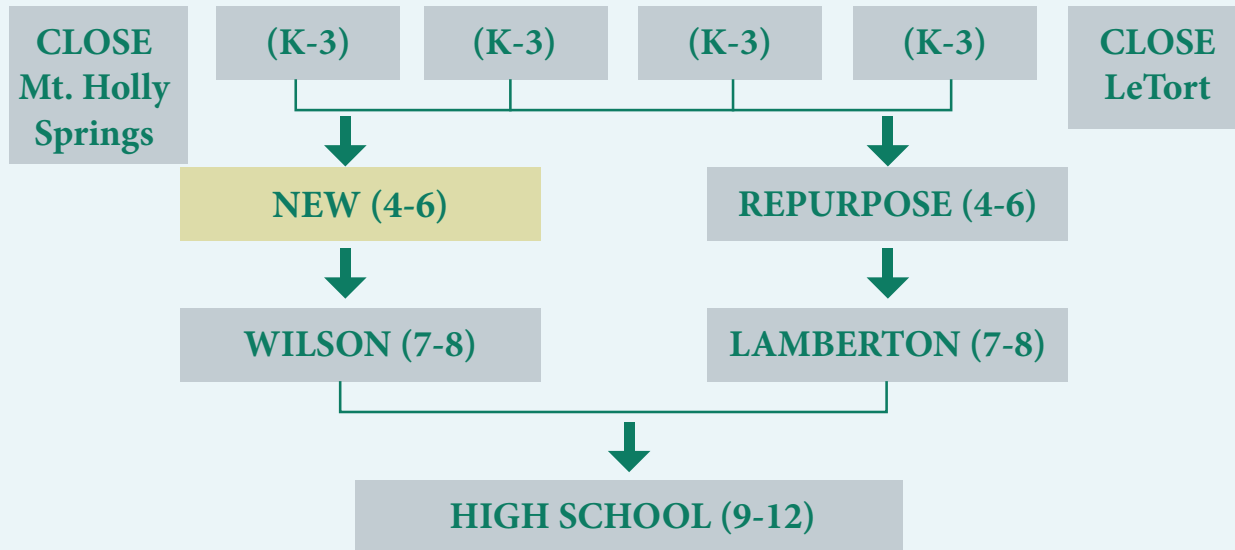 CLOSE
Mt. Holly
Springs
(K-3)
(K-3)
(K-3)
(K-3)
CLOSE
LeTort
NEW (4-6)
REPURPOSE (4-6)
WILSON (7-8)
LAMBERTON (7-8)
HIGH SCHOOL (9-12)